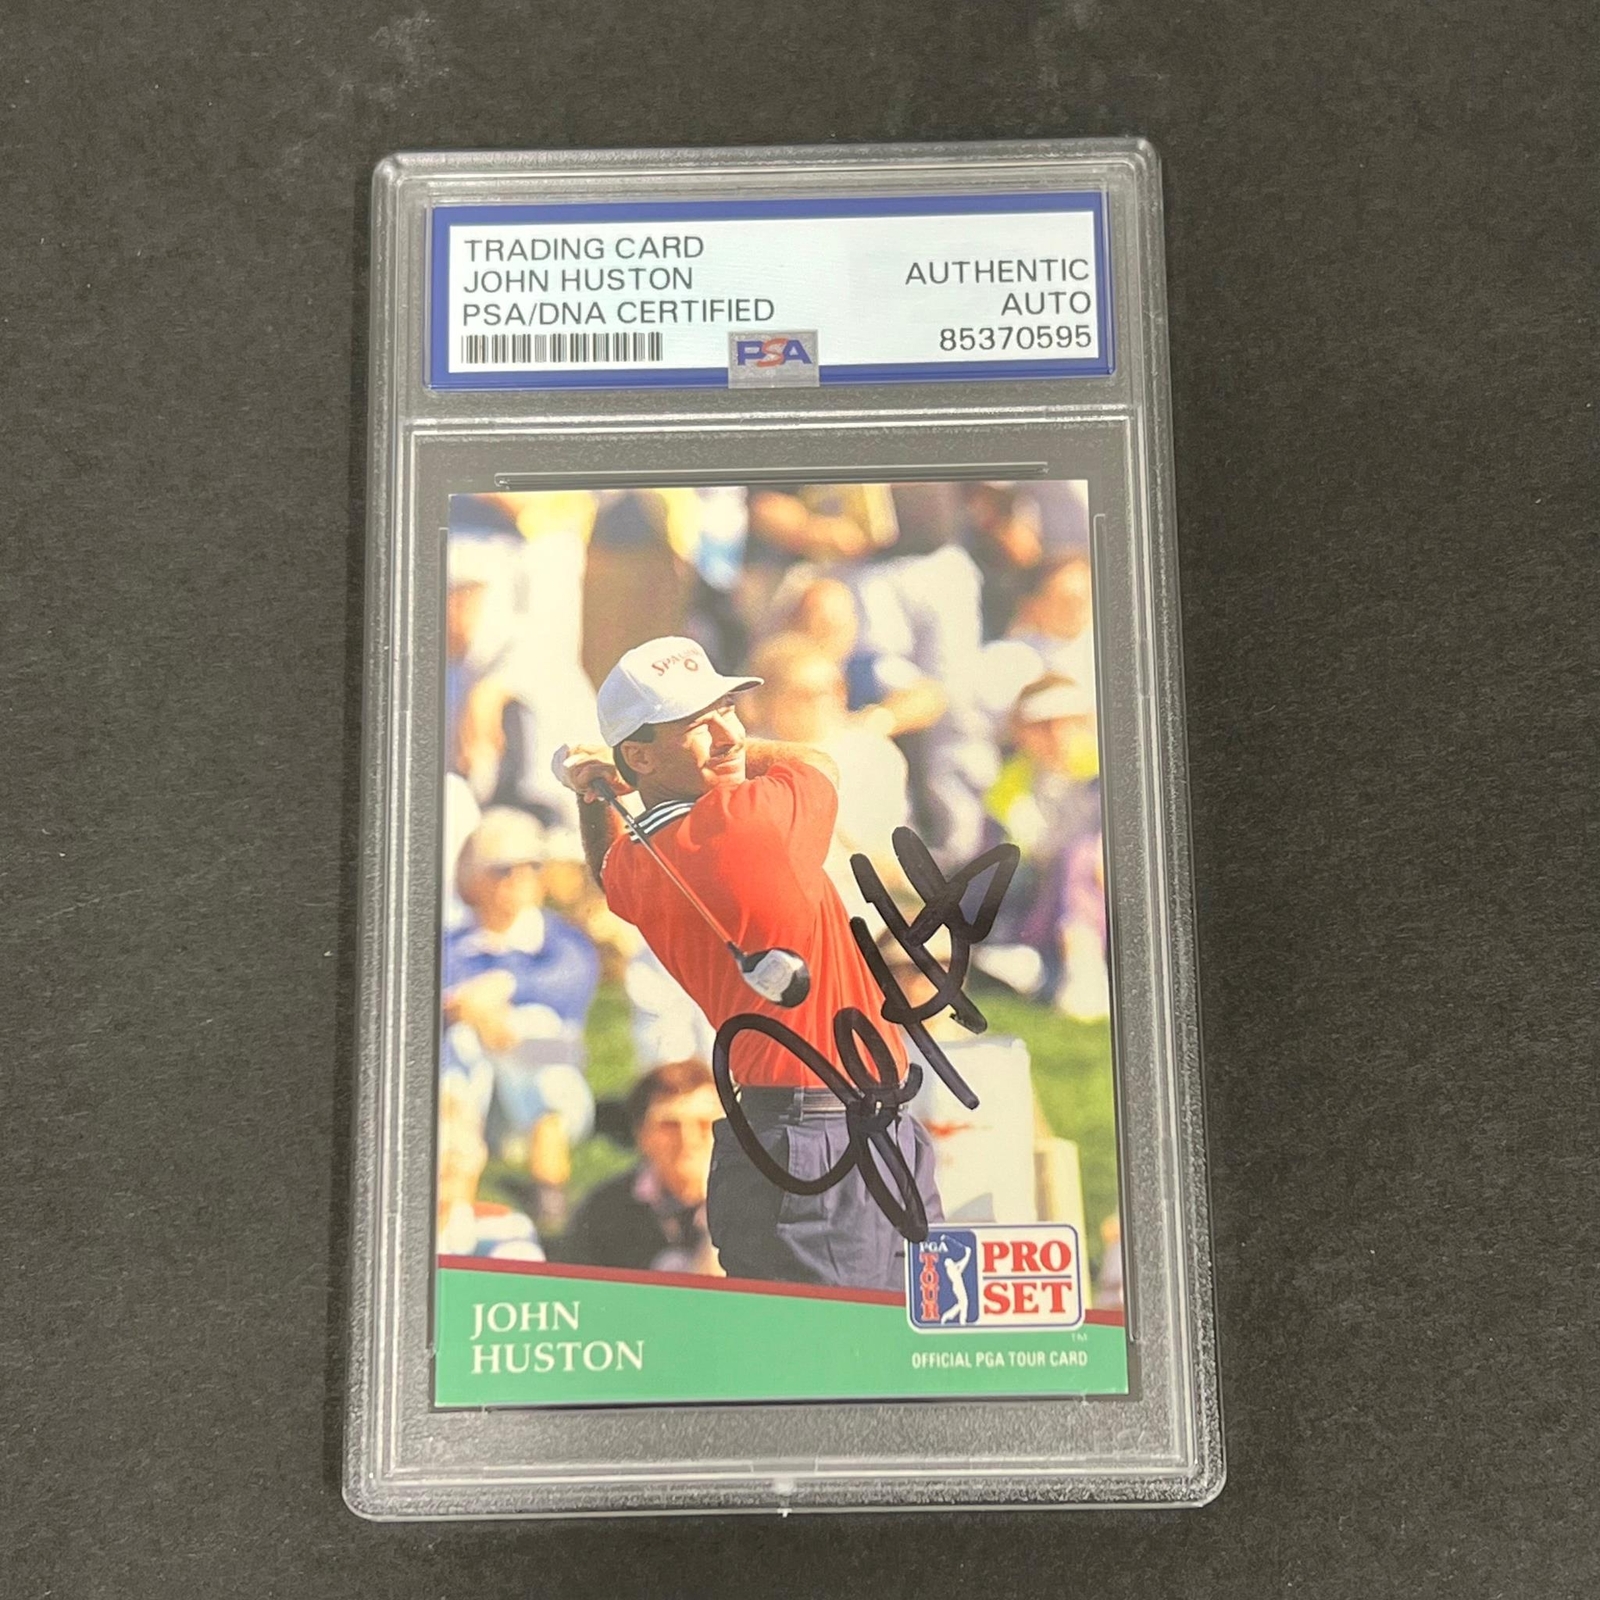 TRADING CARD
JOHN HUSTON
PSA/DNA CERTIFIED
AUTHENTIC
AUTO
85370595
PSA
PGA
TOUR
PRO
SET
TM
JOHN
HUSTON
OFFICIAL PGA TOUR CARD